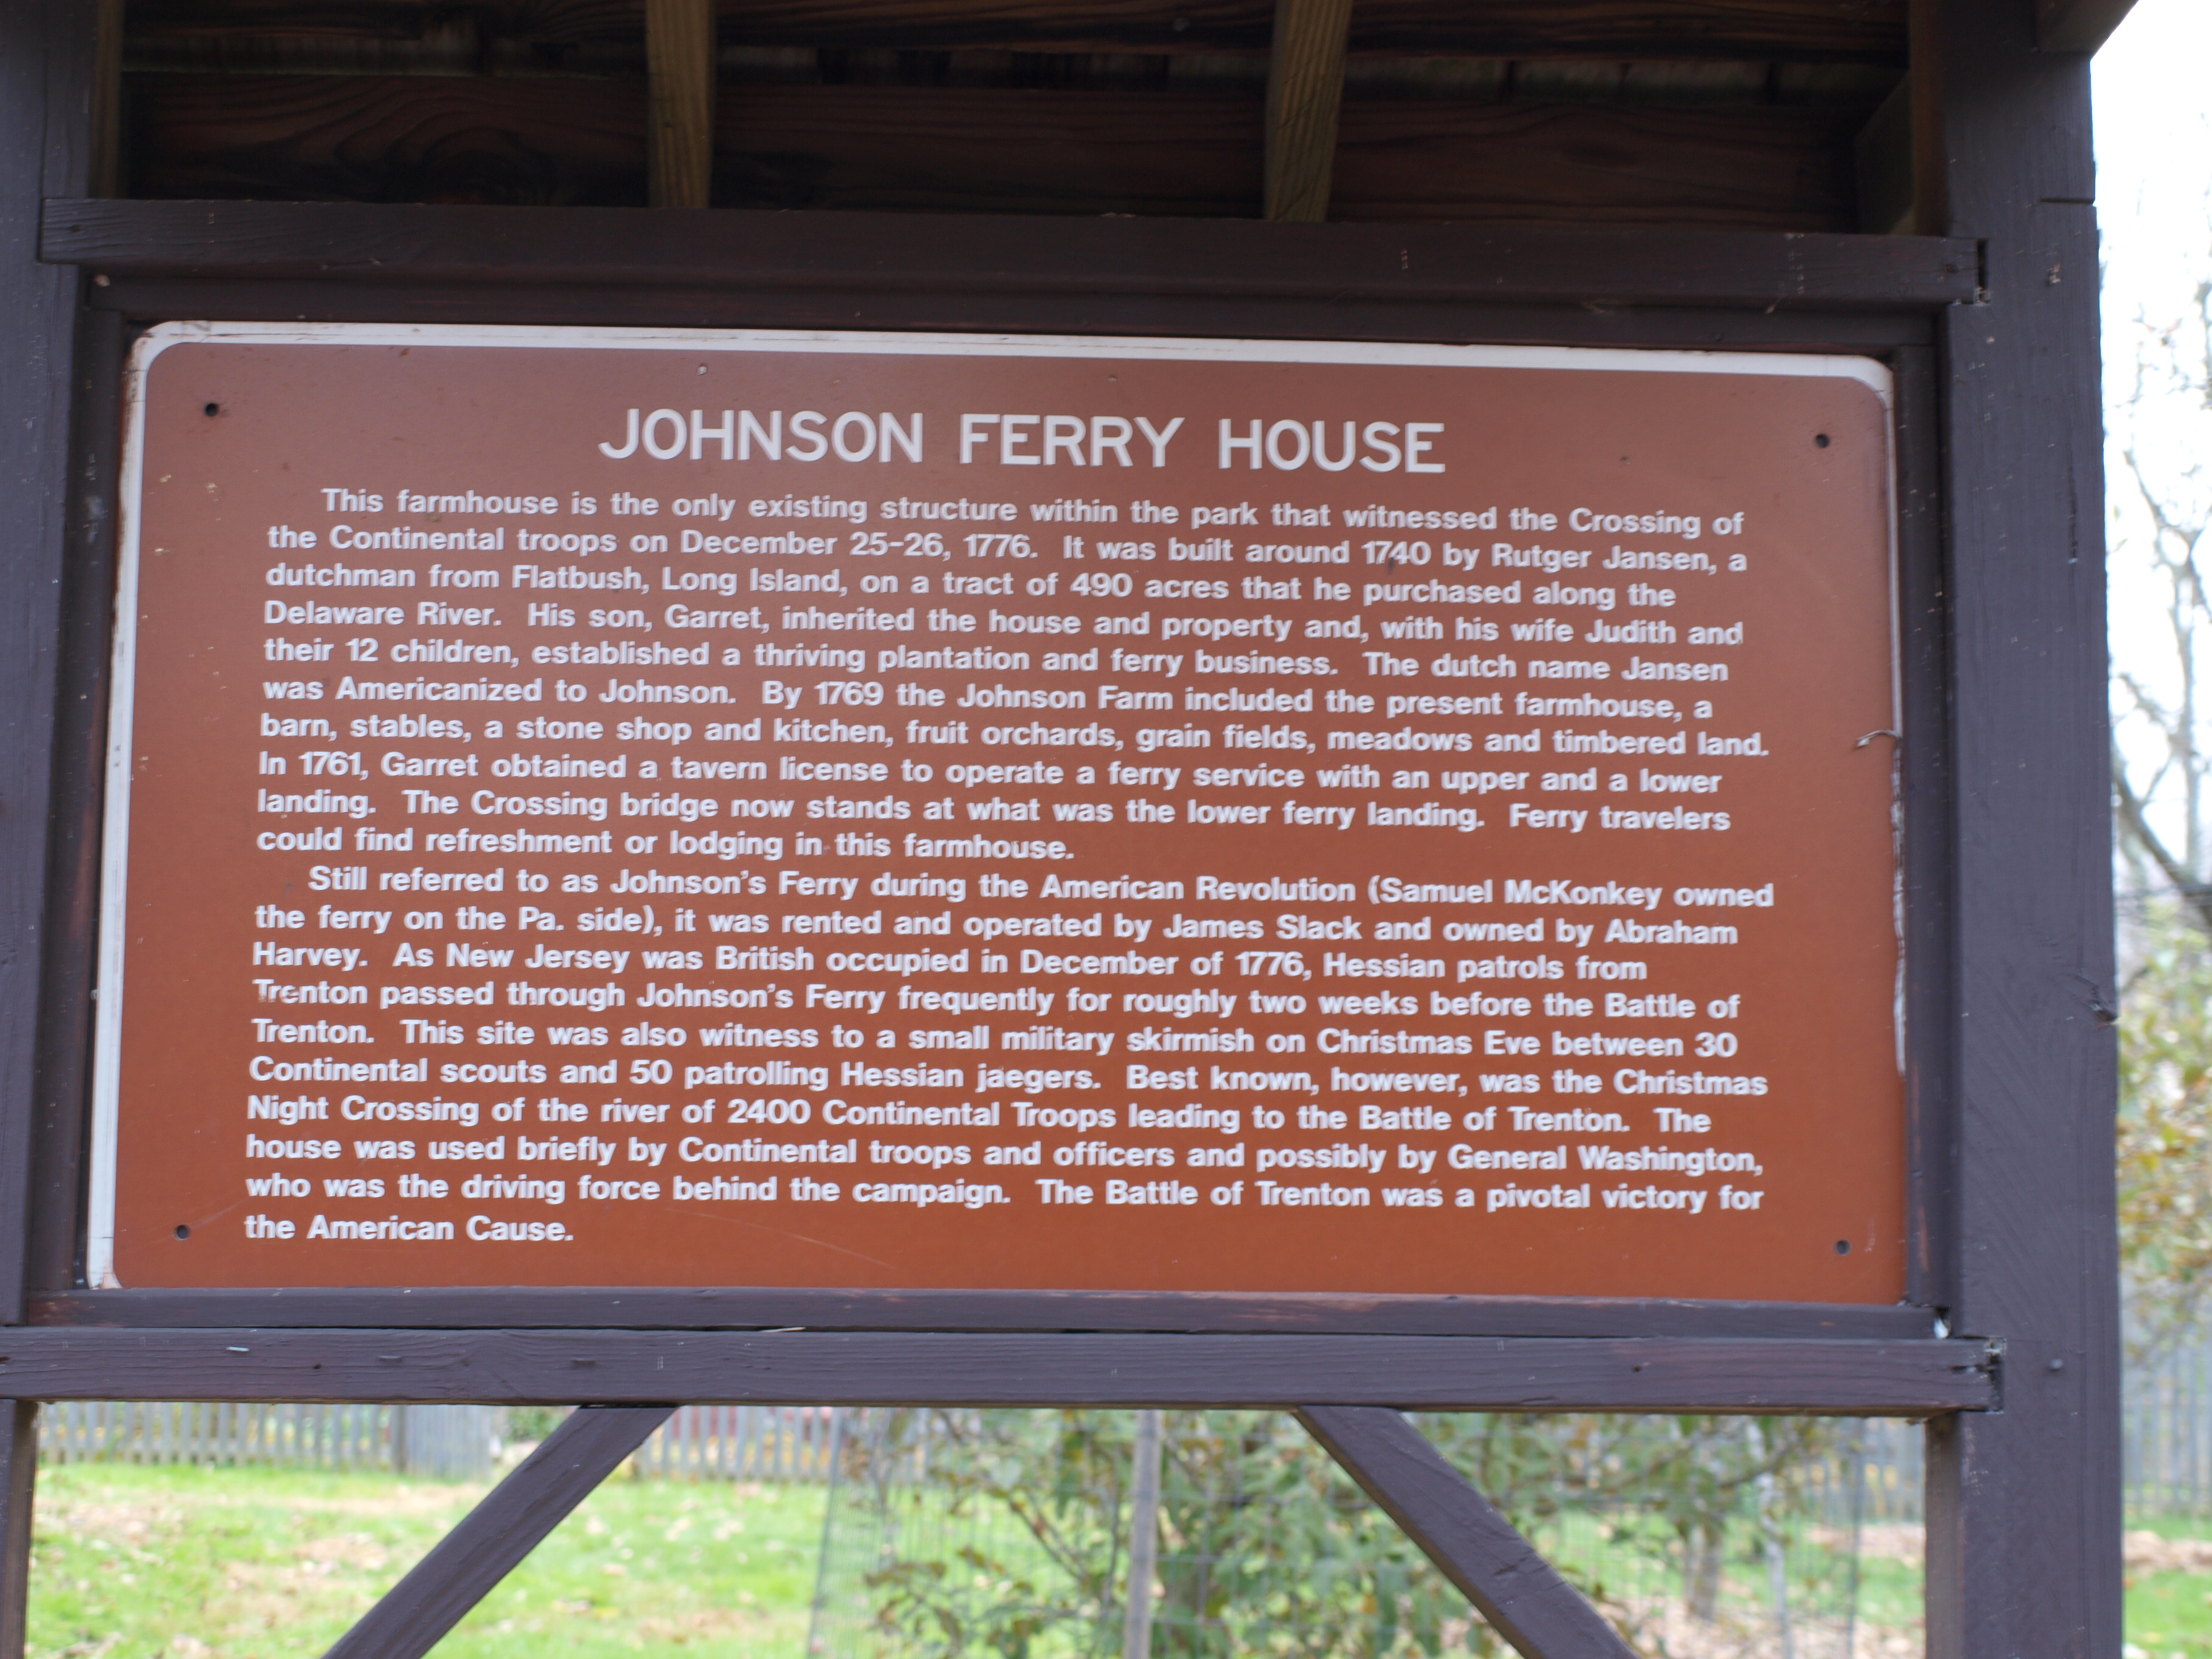 JOHNSON FERRY HOUSE
This farmhouse is the only existing structure within the park that witnessed the Crossing of
the Continental troops on December 25-26, 1776. It was built around 1740 by Rutger Jansen, a
dutchman from Flatbush, Long Island, on a tract of 490 acres that he purchased along the
Delaware River. His son, Garret, inherited the house and property and, with his wife Judith and
their 12 children, established a thriving plantation and ferry business. The dutch name Jansen
was Americanized to Johnson. By 1769 the Johnson Farm included the present farmhouse, a
barn, stables, a stone shop and kitchen, fruit orchards, grain fields, meadows and timbered land.
In 1761, Garret obtained a tavern license to operate a ferry service with an upper and a lower
landing. The Crossing bridge now stands at what was the lower ferry landing. Ferry travelers
could find refreshment or lodging in this farmhouse.
Still referred to as Johnson's Ferry during the American Revolution (Samuel McKonkey owned
the ferry on the Pa. side), it was rented and operated by James Slack and owned by Abraham
Harvey. As New Jersey was British occupied in December of 1776, Hessian patrols from
Trenton passed through Johnson's Ferry frequently for roughly two weeks before the Battle of
Trenton. This site was also witness to a small military skirmish on Christmas Eve between 30
Continental scouts and 50 patrolling Hessian jaegers. Best known, however, was the Christmas
Night Crossing of the river of 2400 Continental Troops leading to the Battle of Trenton. The
house was used briefly by Continental troops and officers and possibly by General Washington,
who was the driving force behind the campaign. The Battle of Trenton was a pivotal victory for
the American Cause.